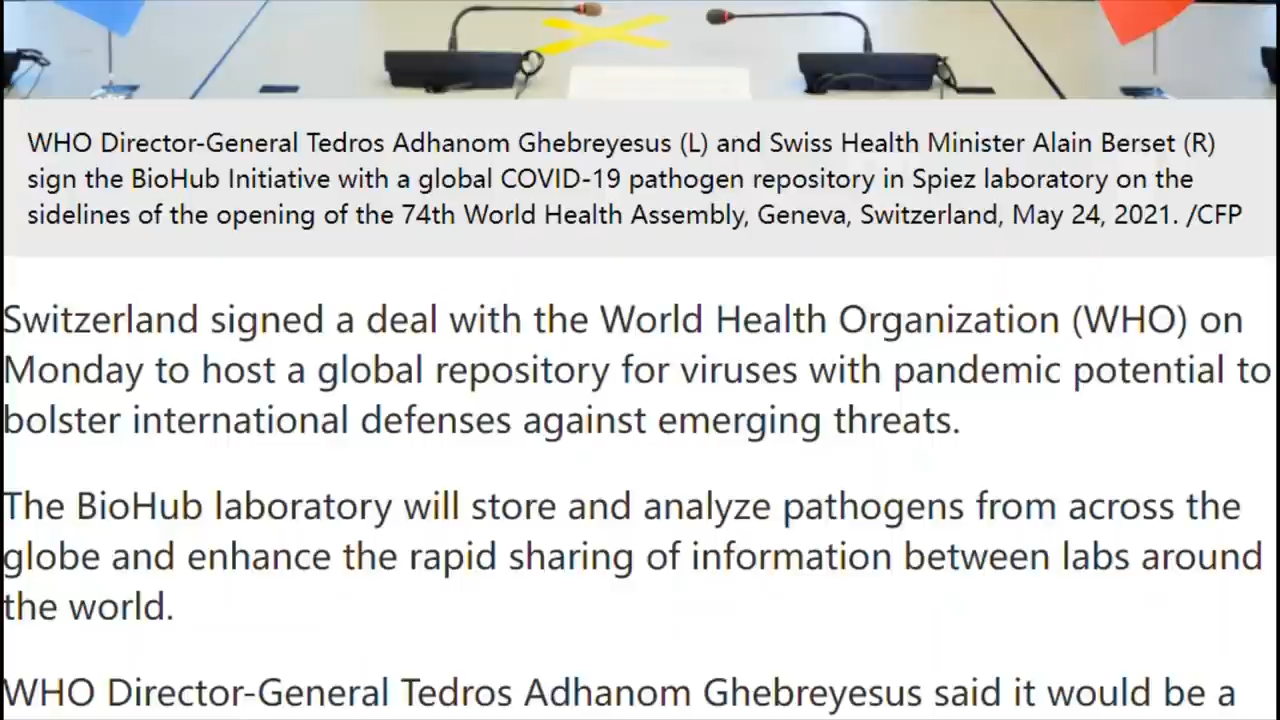 WHO Director-General Tedros Adhanom Ghebreyesus (L) and Swiss Health Minister Alain Berset (R)
sign the BioHub Initiative with a global COVID-19 pathogen repository in Spiez laboratory on the
sidelines of the opening of the 74th World Health Assembly, Geneva, Switzerland, May 24, 2021. /CFP
Switzerland signed a deal with the World Health Organization (WHO) on
Monday to host a global repository for viruses with pandemic potential to
bolster international defenses against emerging threats.
The BioHub laboratory will store and analyze pathogens from across the
globe and enhance the rapid sharing of information between labs around
the world.
WHO Director-General Tedros Adhanom Ghebreyesus said it would be a